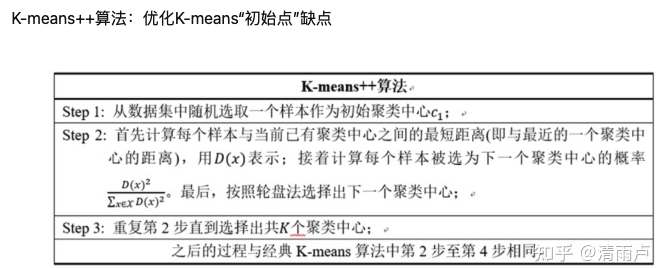 K-means++算法：优化K-means“初始点”缺点
K-means++算法
Step 1: 从数据集中随机选取一个样本作为初始聚类中心c₁；
Step 2: 首先计算每个样本与当前已有聚类中心之间的最短距离(即与最近的一个聚类中
心的距离)，用D(x)表示；接着计算每个样本被选为下一个聚类中心的概率
D(x)²/∑x∈X D(x)²。最后，按照轮盘法选择出下一个聚类中心；
Step 3: 重复第 2 步直到选择出共K个聚类中心；
之后的过程与经典 K-means 算法中第 2 步至第 4 步相同
知乎 @清雨卢